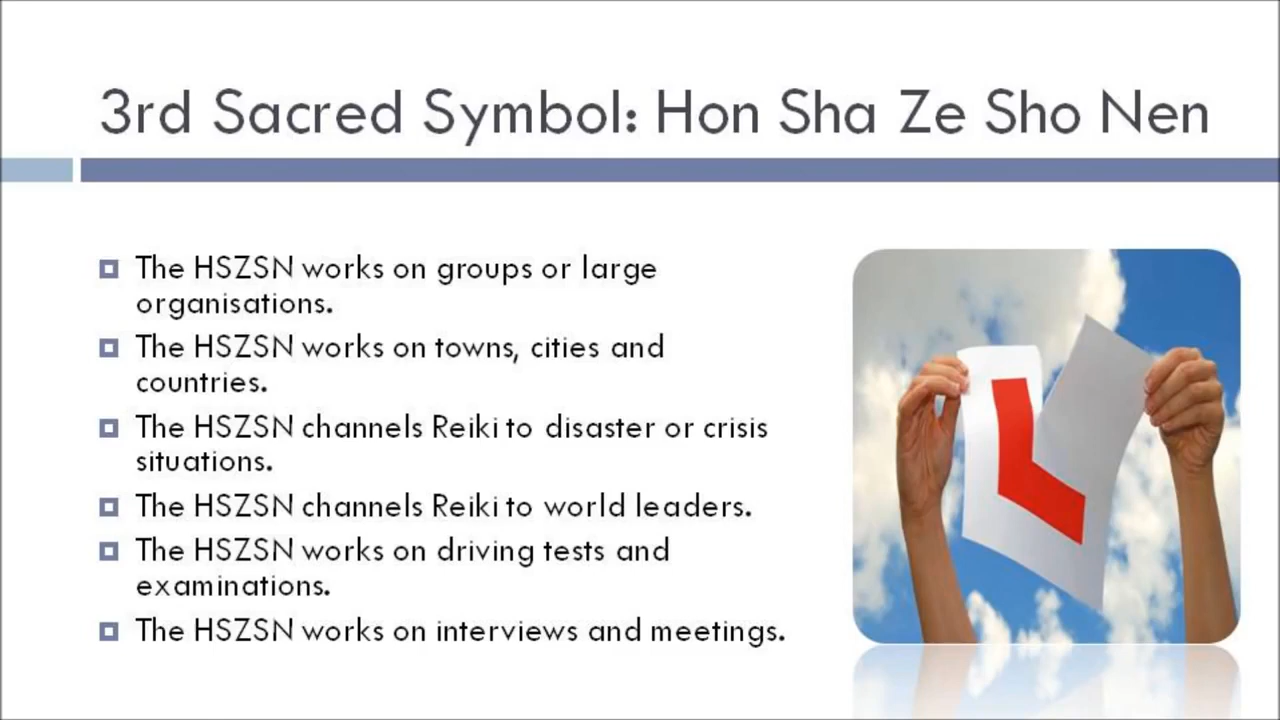 3rd Sacred Symbol: Hon Sha Ze Sho Nen
The HSZSN works on groups or large
organisations.
The HSZSN works on towns, cities and
countries.
The HSZSN channels Reiki to disaster or crisis
situations.
The HSZSN channels Reiki to world leaders.
The HSZSN works on driving tests and
examinations.
The HSZSN works on interviews and meetings.
L